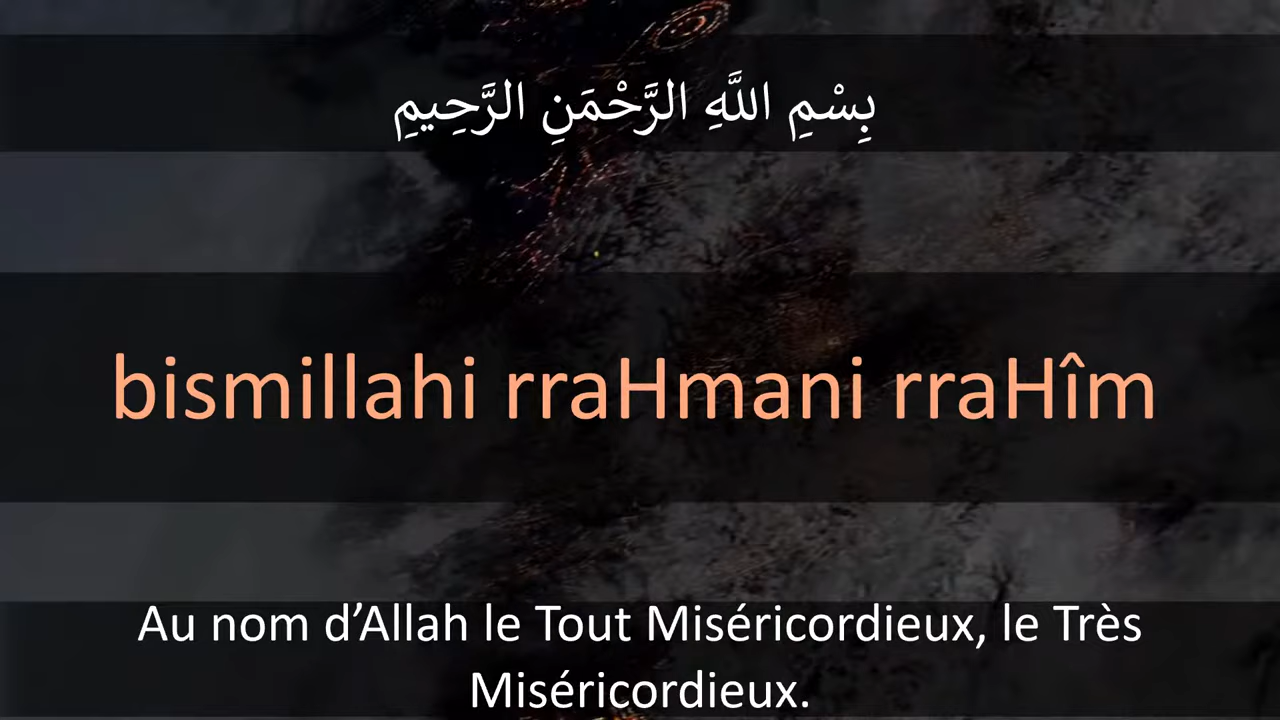 بِسْمِ اللَّهِ الرَّحْمَنِ الرَّحِيمِ
bismillahi rraHmani rraHîm
Au nom d’Allah le Tout Miséricordieux, le Très
Miséricordieux.